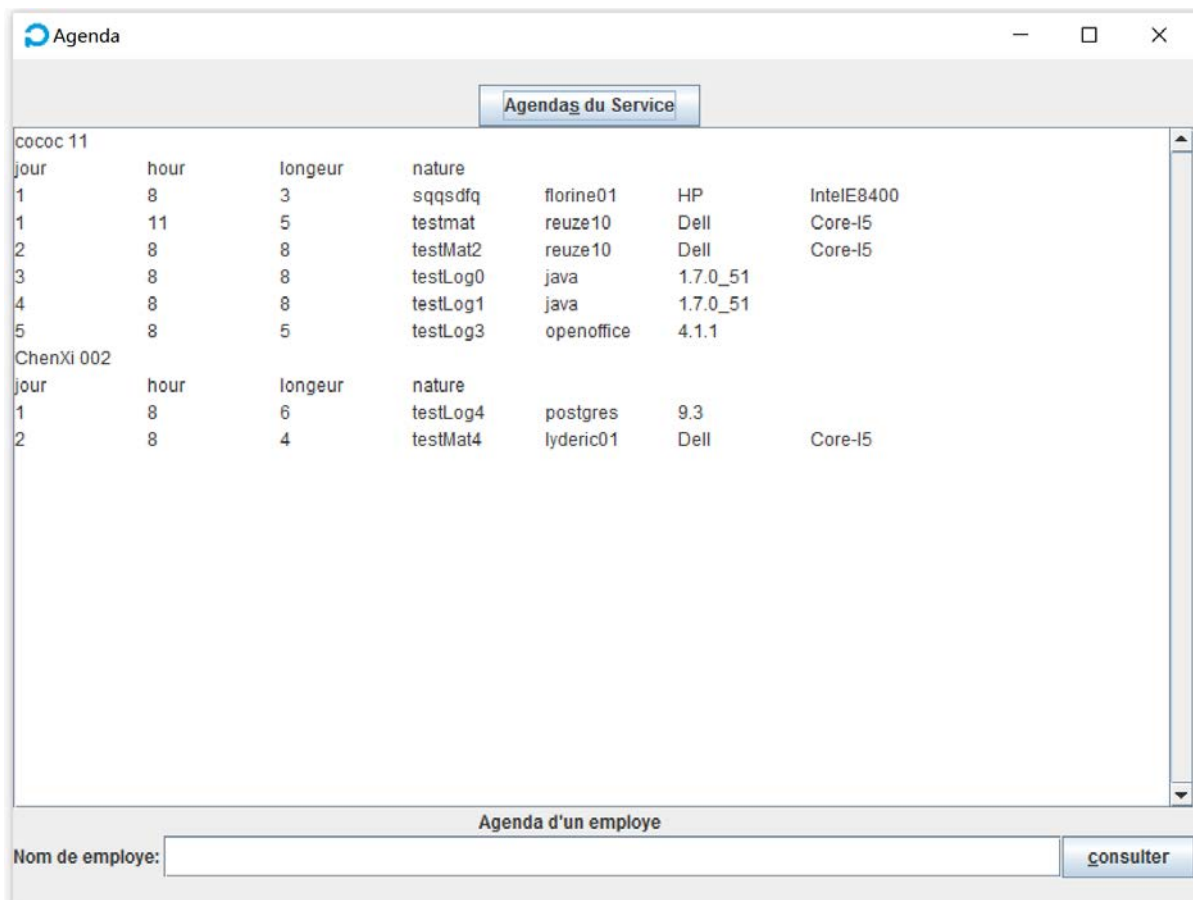 Agenda
Agendas du Service
cococ 11
jour hour longeur nature
1 8 3 sqqsdfq florine01 HP IntelE8400
1 11 5 testmat reuze10 Dell Core-I5
2 8 8 testMat2 reuze10 Dell Core-I5
3 8 8 testLog0 java 1.7.0_51
4 8 8 testLog1 java 1.7.0_51
5 8 5 testLog3 openoffice 4.1.1
ChenXi 002
jour hour longeur nature
1 8 6 testLog4 postgres 9.3
2 8 4 testMat4 lyderic01 Dell Core-I5
Agenda d'un employe
Nom de employe: consulter